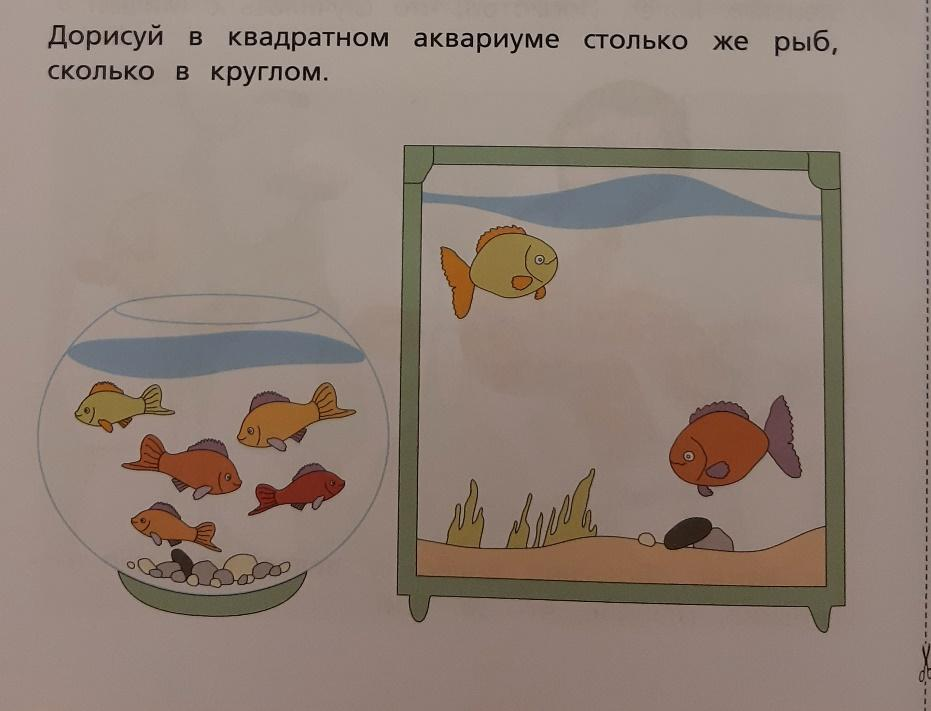 Дорисуй в квадратном аквариуме столько же рыб,
сколько в круглом.